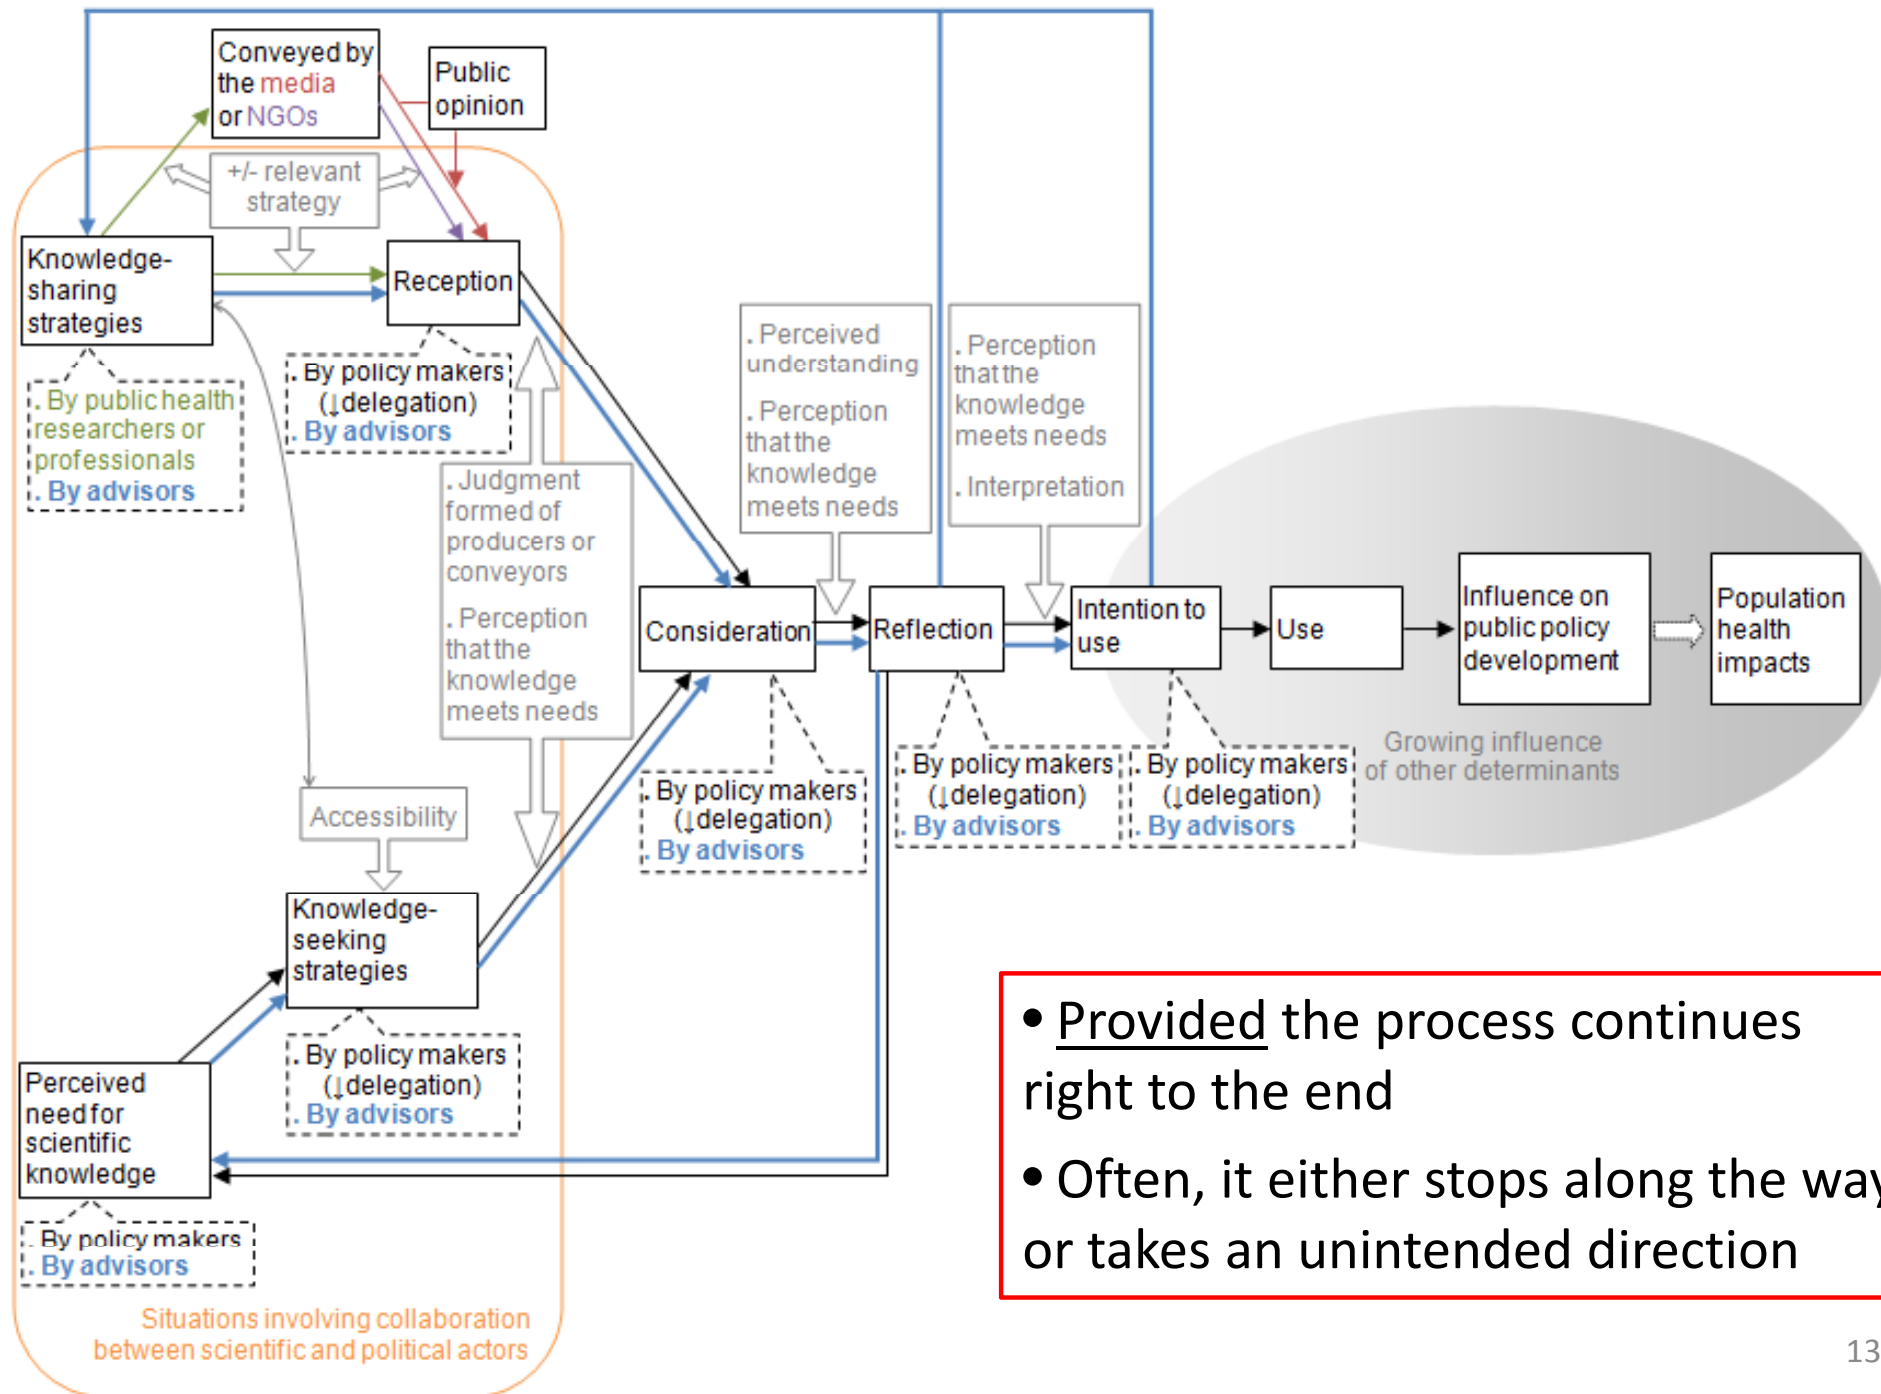 Conveyed by
the media
or NGOs
Public
opinion
+/- relevant
strategy
Knowledge-
sharing
strategies
Reception
. By public health
researchers or
professionals
. By advisors
. By policy makers
(↓delegation)
. By advisors
. Judgment
formed of
producers or
conveyors
. Perception
that the
knowledge
meets needs
. Perceived
understanding
. Perception
that the
knowledge
meets needs
. Perception
that the
knowledge
meets needs
. Interpretation
Consideration
Reflection
Intention to
use
Use
Influence on
public policy
development
Population
health
impacts
Growing influence
of other determinants
. By policy makers
(↓delegation)
. By advisors
. By policy makers
(↓delegation)
. By advisors
. By policy makers
(↓delegation)
. By advisors
Accessibility
Knowledge-
seeking
strategies
. By policy makers
(↓delegation)
. By advisors
Perceived
need for
scientific
knowledge
. By policy makers
. By advisors
Situations involving collaboration
between scientific and political actors
• Provided the process continues
right to the end
• Often, it either stops along the way
or takes an unintended direction
13